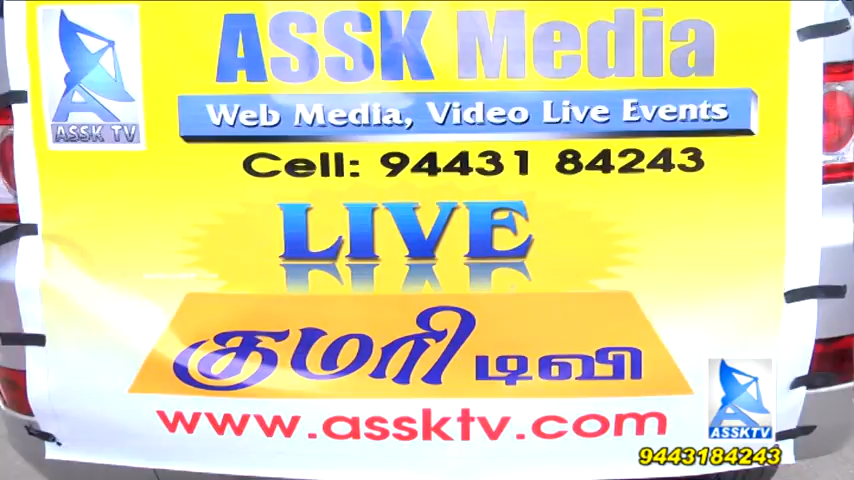 ASSK Media
ASSK TV
Web Media, Video Live Events
Cell: 94431 84243
LIVE
குமரி டிவி
www.assktv.com
ASSKTV
9443184243